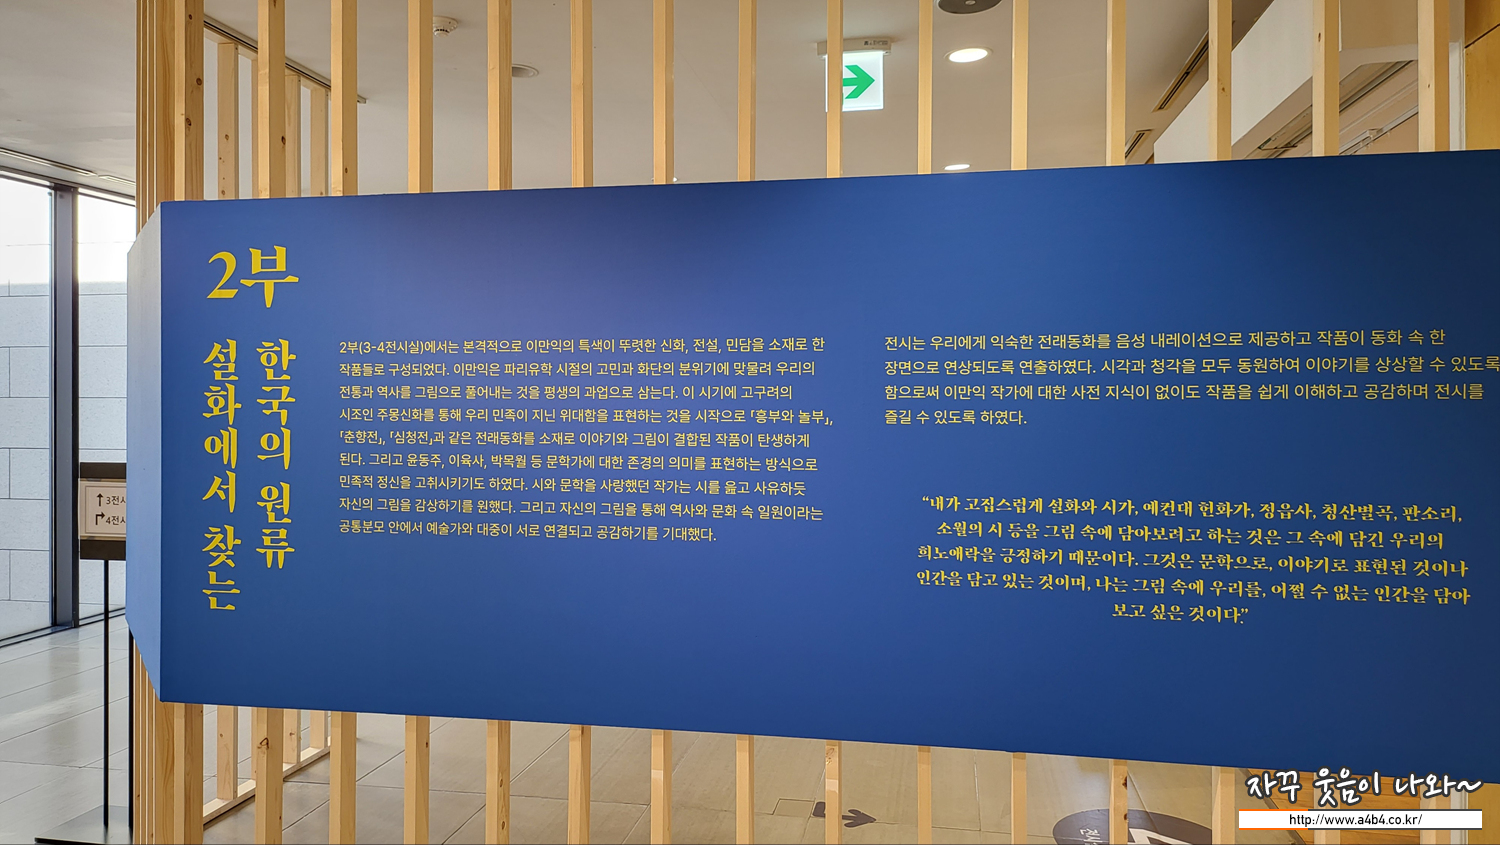 2부
한국의 원류
설화에서 찾는
2부(3-4전시실)에서는 본격적으로 이만익의 특색이 뚜렷한 신화, 전설, 민담을 소재로 한
작품들로 구성되었다. 이만익은 파리유학 시절의 고민과 화단의 분위기에 맞물려 우리의
전통과 역사를 그림으로 풀어내는 것을 평생의 과업으로 삼는다. 이 시기에 고구려의
시조인 주몽신화를 통해 우리 민족이 지닌 위대함을 표현하는 것을 시작으로 「흥부와 놀부」,
「춘향전」, 「심청전」과 같은 전래동화를 소재로 이야기와 그림이 결합된 작품이 탄생하게
된다. 그리고 윤동주, 이육사, 박목월 등 문학가에 대한 존경의 의미를 표현하는 방식으로
민족적 정신을 고취시키기도 하였다. 시와 문학을 사랑했던 작가는 시를 읊고 사유하듯
자신의 그림을 감상하기를 원했다. 그리고 자신의 그림을 통해 역사와 문화 속 일원이라는
공통분모 안에서 예술가와 대중이 서로 연결되고 공감하기를 기대했다.
전시는 우리에게 익숙한 전래동화를 음성 내레이션으로 제공하고 작품이 동화 속 한
장면으로 연상되도록 연출하였다. 시각과 청각을 모두 동원하여 이야기를 상상할 수 있도록
함으로써 이만익 작가에 대한 사전 지식이 없이도 작품을 쉽게 이해하고 공감하며 전시를
즐길 수 있도록 하였다.
“내가 고집스럽게 설화와 시가, 예컨대 헌화가, 정읍사, 청산별곡, 판소리,
소월의 시 등을 그림 속에 담아보려고 하는 것은 그 속에 담긴 우리의
희노애락을 긍정하기 때문이다. 그것은 문학으로, 이야기로 표현된 것이나
인간을 담고 있는 것이며, 나는 그림 속에 우리를, 어쩔 수 없는 인간을 담아
보고 싶은 것이다.”
3전시
4전시
자꾸 웃음이 나와~
http://www.a4b4.co.kr/